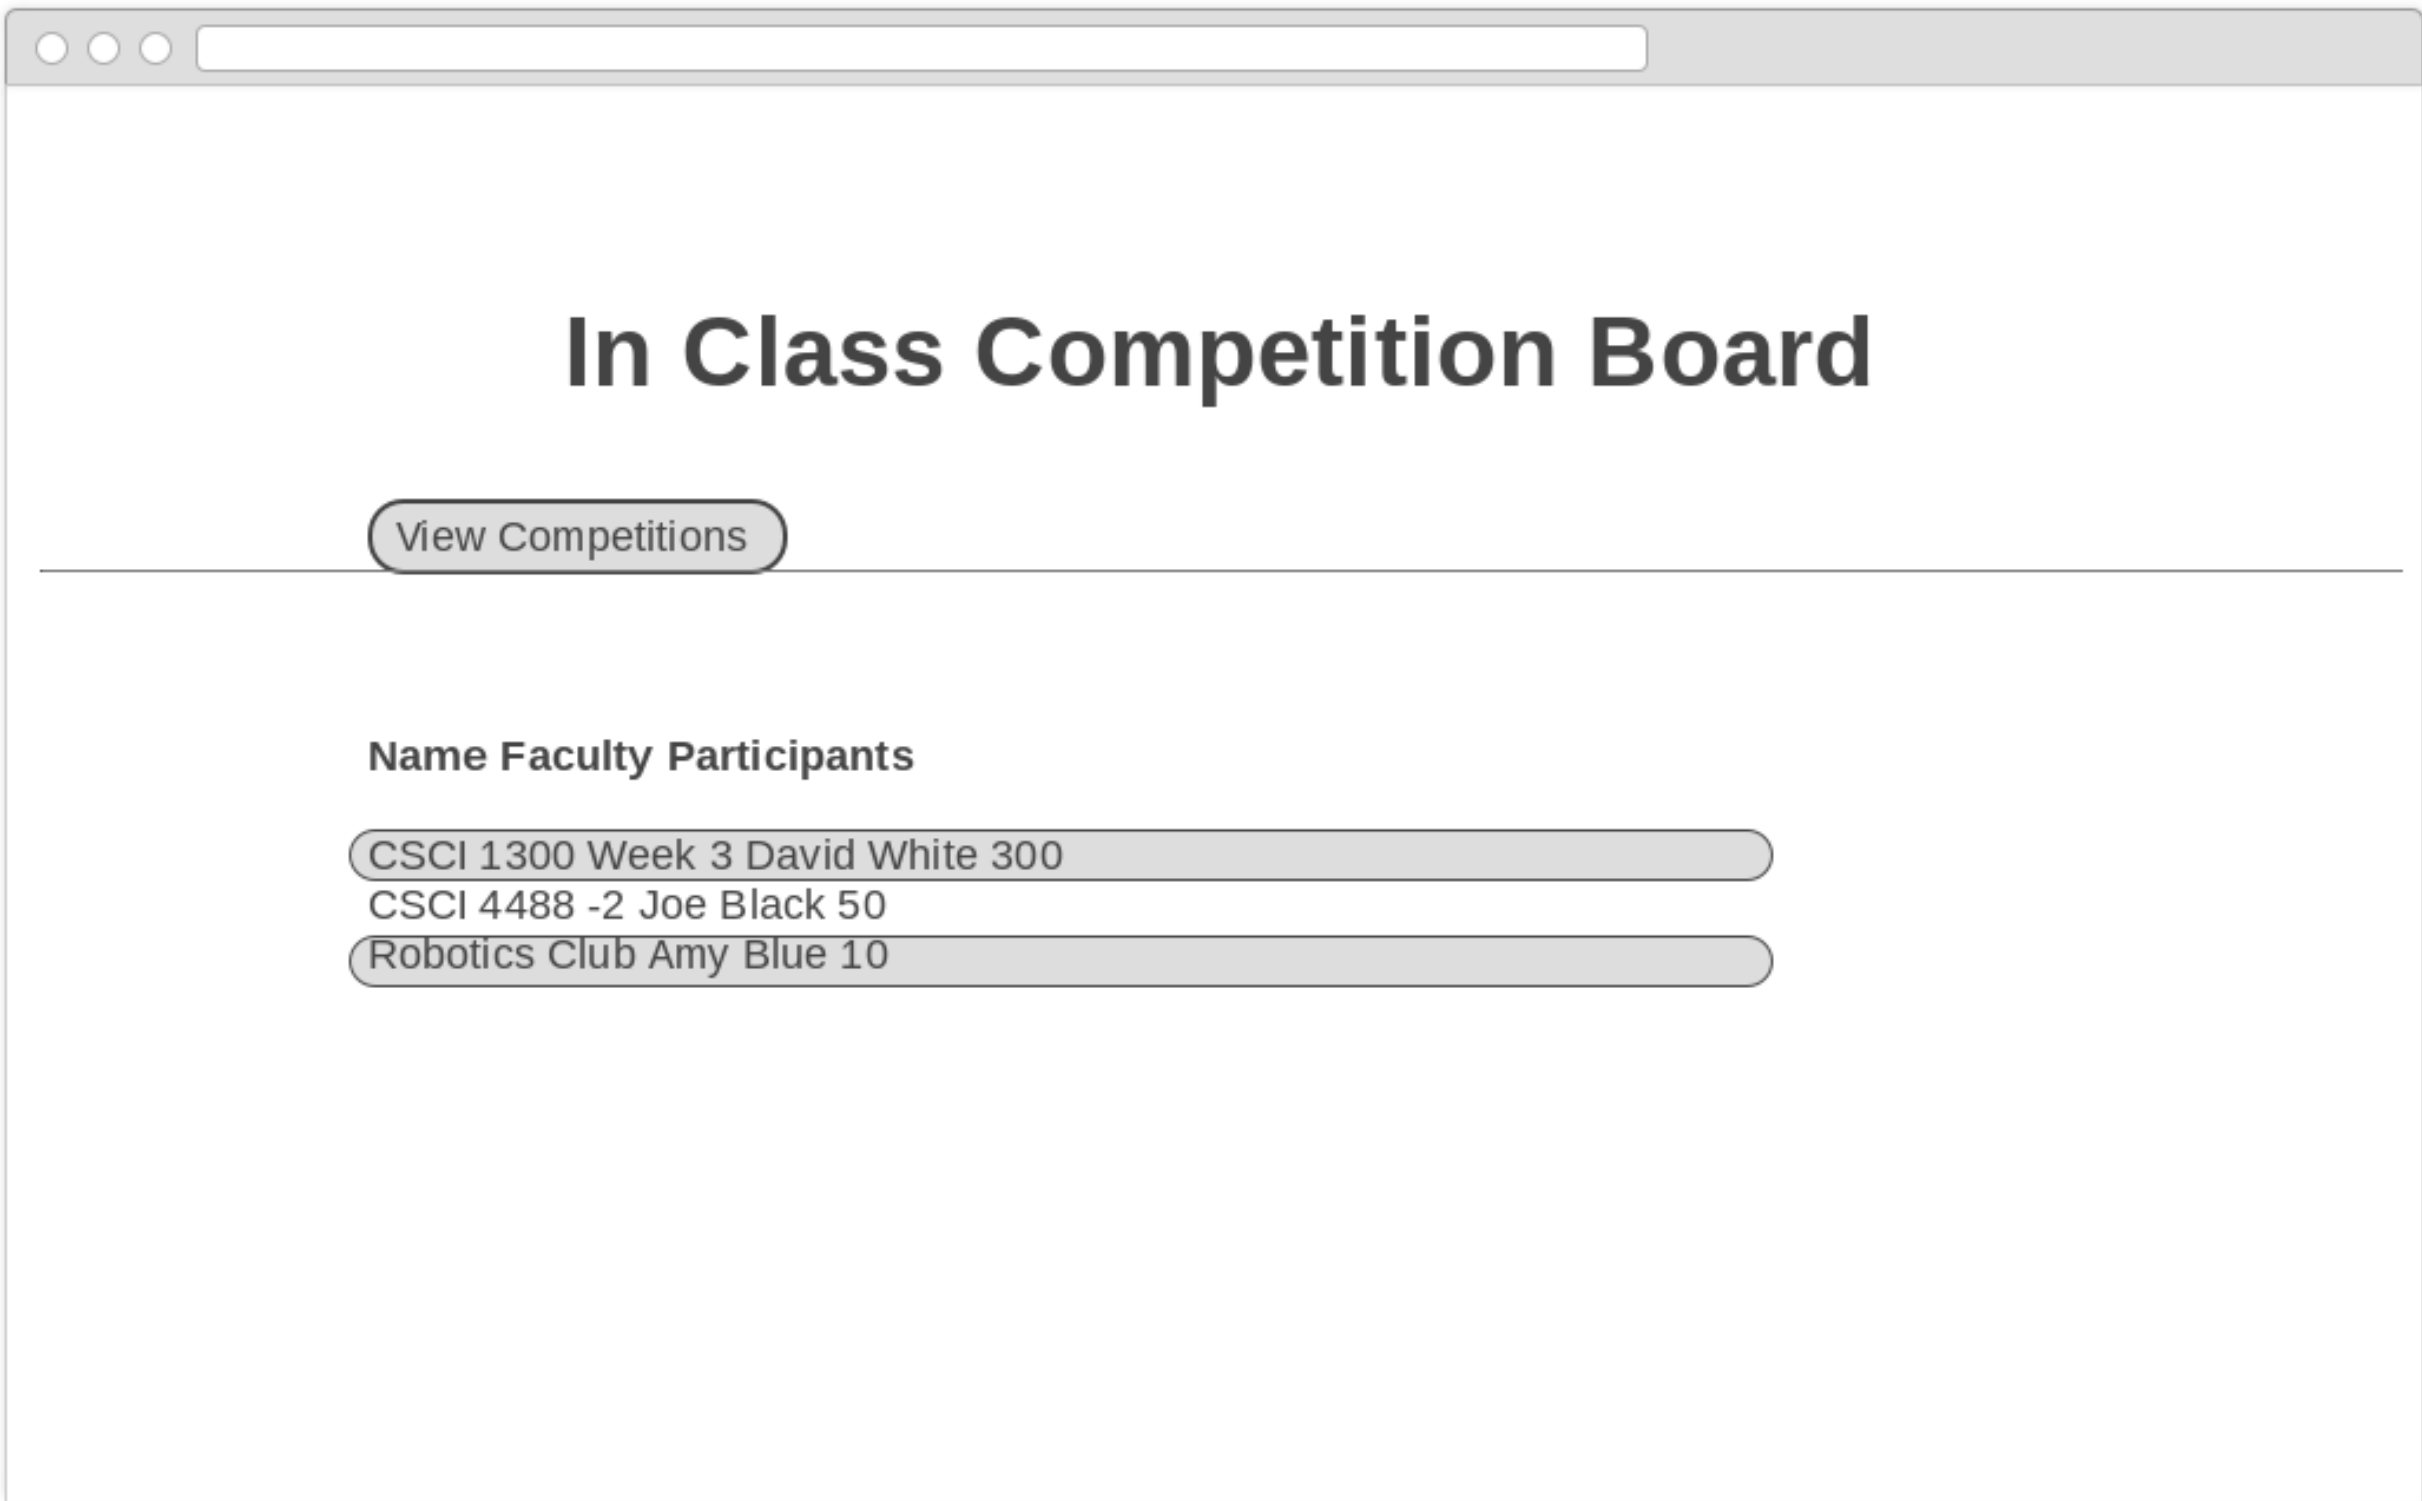 In Class Competition Board
View Competitions
Name Faculty Participants
CSCI 1300 Week 3 David White 300
CSCI 4488 -2 Joe Black 50
Robotics Club Amy Blue 10